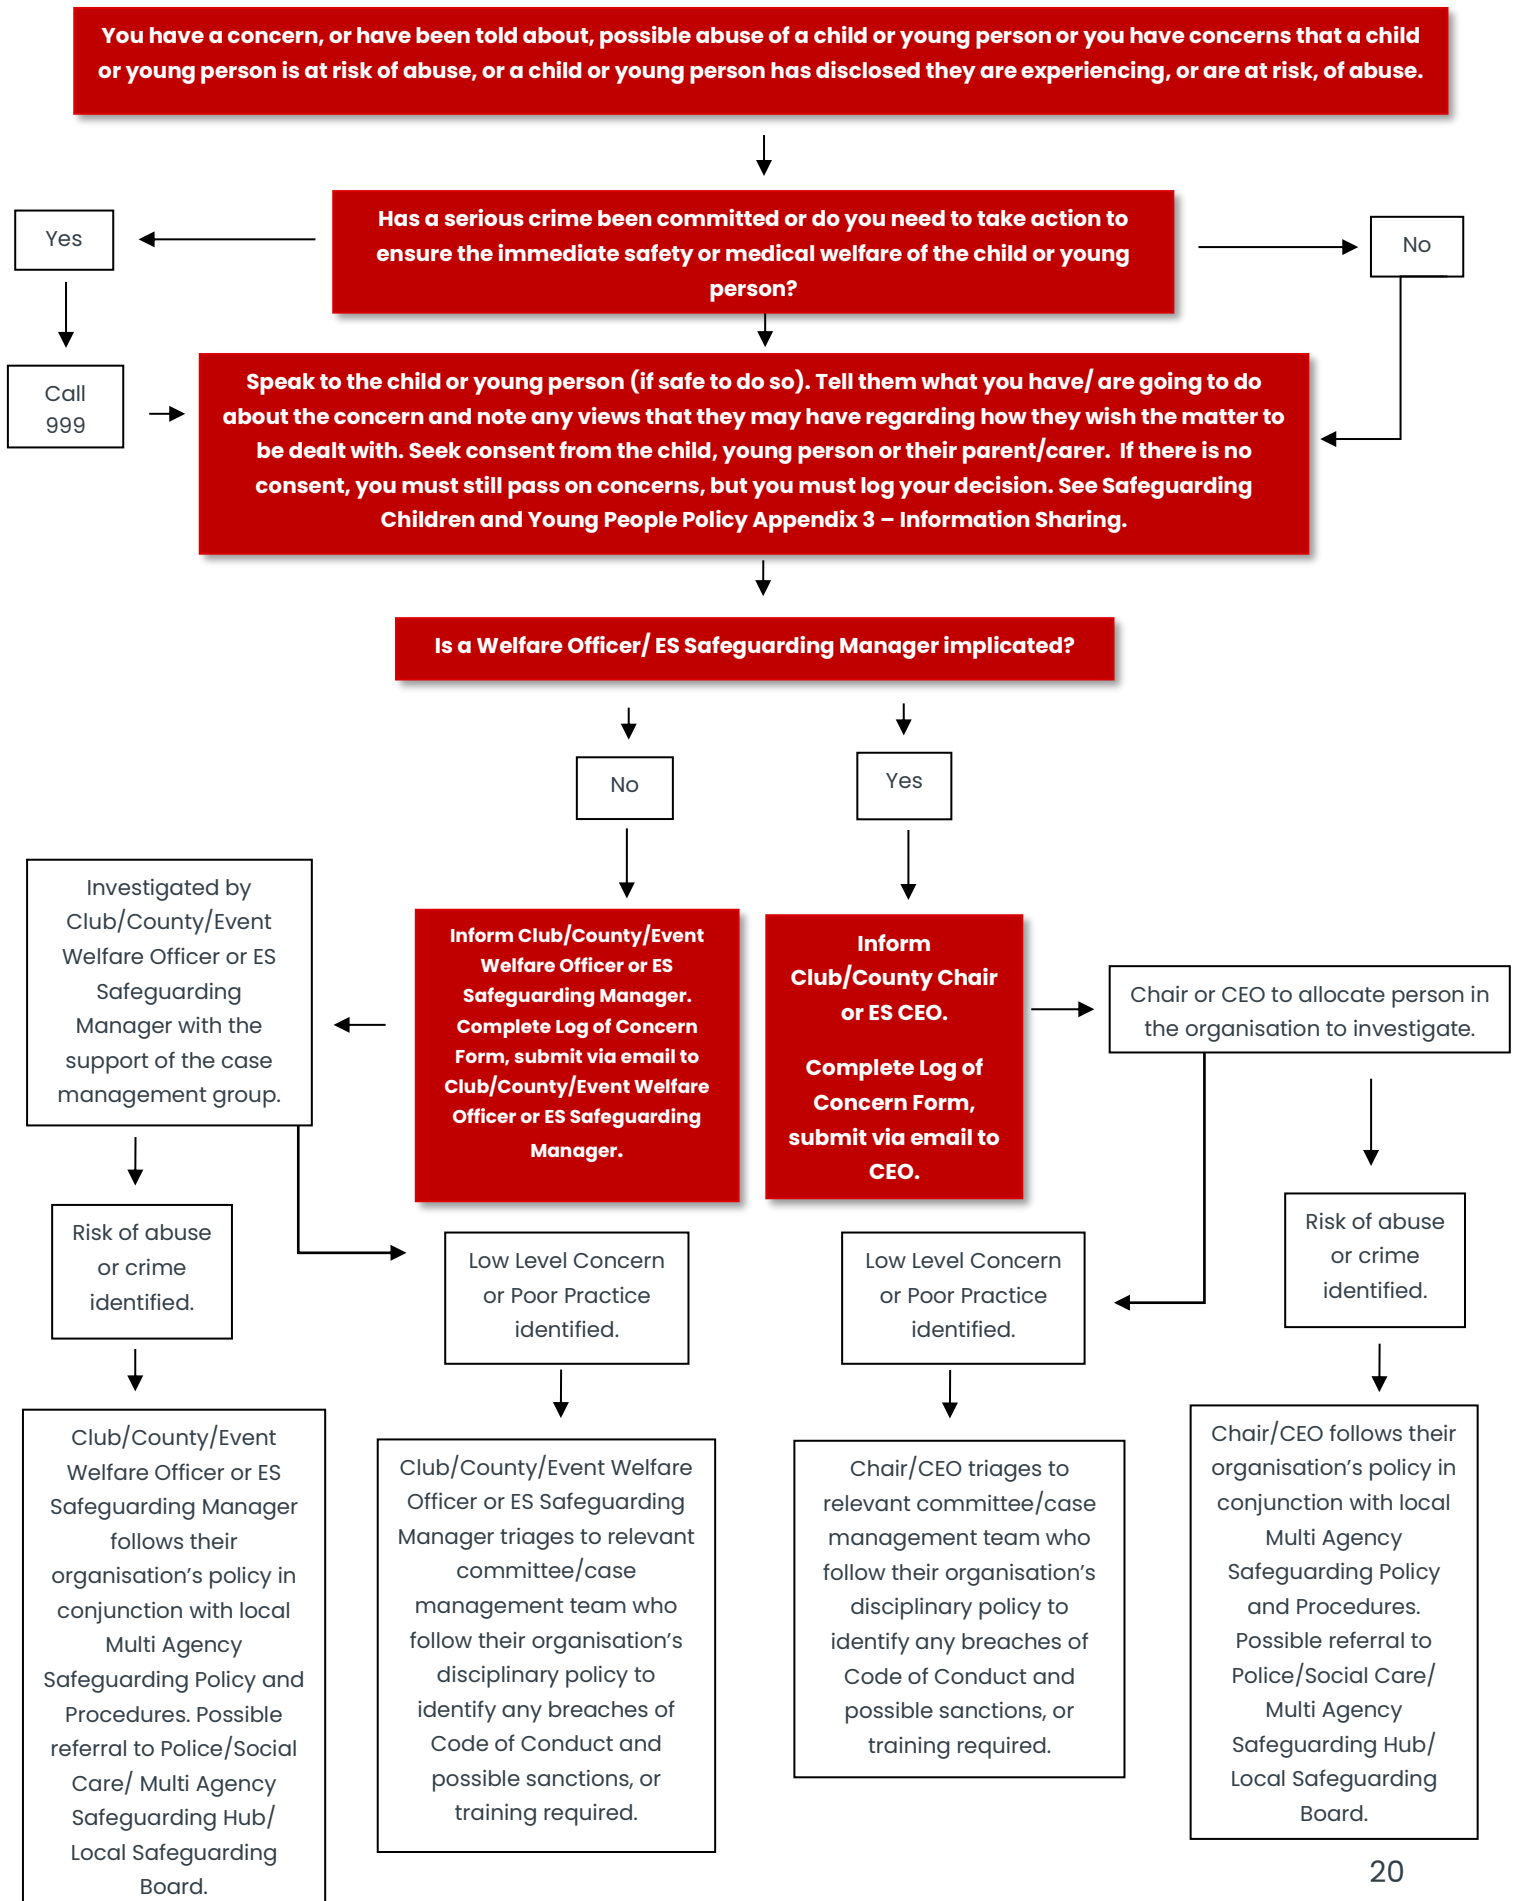 You have a concern, or have been told about, possible abuse of a child or young person or you have concerns that a child
or young person is at risk of abuse, or a child or young person has disclosed they are experiencing, or are at risk, of abuse.
Has a serious crime been committed or do you need to take action to
ensure the immediate safety or medical welfare of the child or young
person?
Yes
No
Call
999
Speak to the child or young person (if safe to do so). Tell them what you have/ are going to do
about the concern and note any views that they may have regarding how they wish the matter to
be dealt with. Seek consent from the child, young person or their parent/carer.  If there is no
consent, you must still pass on concerns, but you must log your decision. See Safeguarding
Children and Young People Policy Appendix 3 – Information Sharing.
Is a Welfare Officer/ ES Safeguarding Manager implicated?
No
Yes
Investigated by
Club/County/Event
Welfare Officer or ES
Safeguarding
Manager with the
support of the case
management group.
Inform Club/County/Event
Welfare Officer or ES
Safeguarding Manager.
Complete Log of Concern
Form, submit via email to
Club/County/Event Welfare
Officer or ES Safeguarding
Manager.
Inform
Club/County Chair
or ES CEO.
Complete Log of
Concern Form,
submit via email to
CEO.
Chair or CEO to allocate person in
the organisation to investigate.
Risk of abuse
or crime
identified.
Low Level Concern
or Poor Practice
identified.
Low Level Concern
or Poor Practice
identified.
Risk of abuse
or crime
identified.
Club/County/Event
Welfare Officer or ES
Safeguarding Manager
follows their
organisation’s policy in
conjunction with local
Multi Agency
Safeguarding Policy and
Procedures. Possible
referral to Police/Social
Care/ Multi Agency
Safeguarding Hub/
Local Safeguarding
Board.
Club/County/Event Welfare
Officer or ES Safeguarding
Manager triages to relevant
committee/case
management team who
follow their organisation’s
disciplinary policy to
identify any breaches of
Code of Conduct and
possible sanctions, or
training required.
Chair/CEO triages to
relevant committee/case
management team who
follow their organisation’s
disciplinary policy to
identify any breaches of
Code of Conduct and
possible sanctions, or
training required.
Chair/CEO follows their
organisation’s policy in
conjunction with local
Multi Agency
Safeguarding Policy
and Procedures.
Possible referral to
Police/Social Care/
Multi Agency
Safeguarding Hub/
Local Safeguarding
Board.
20